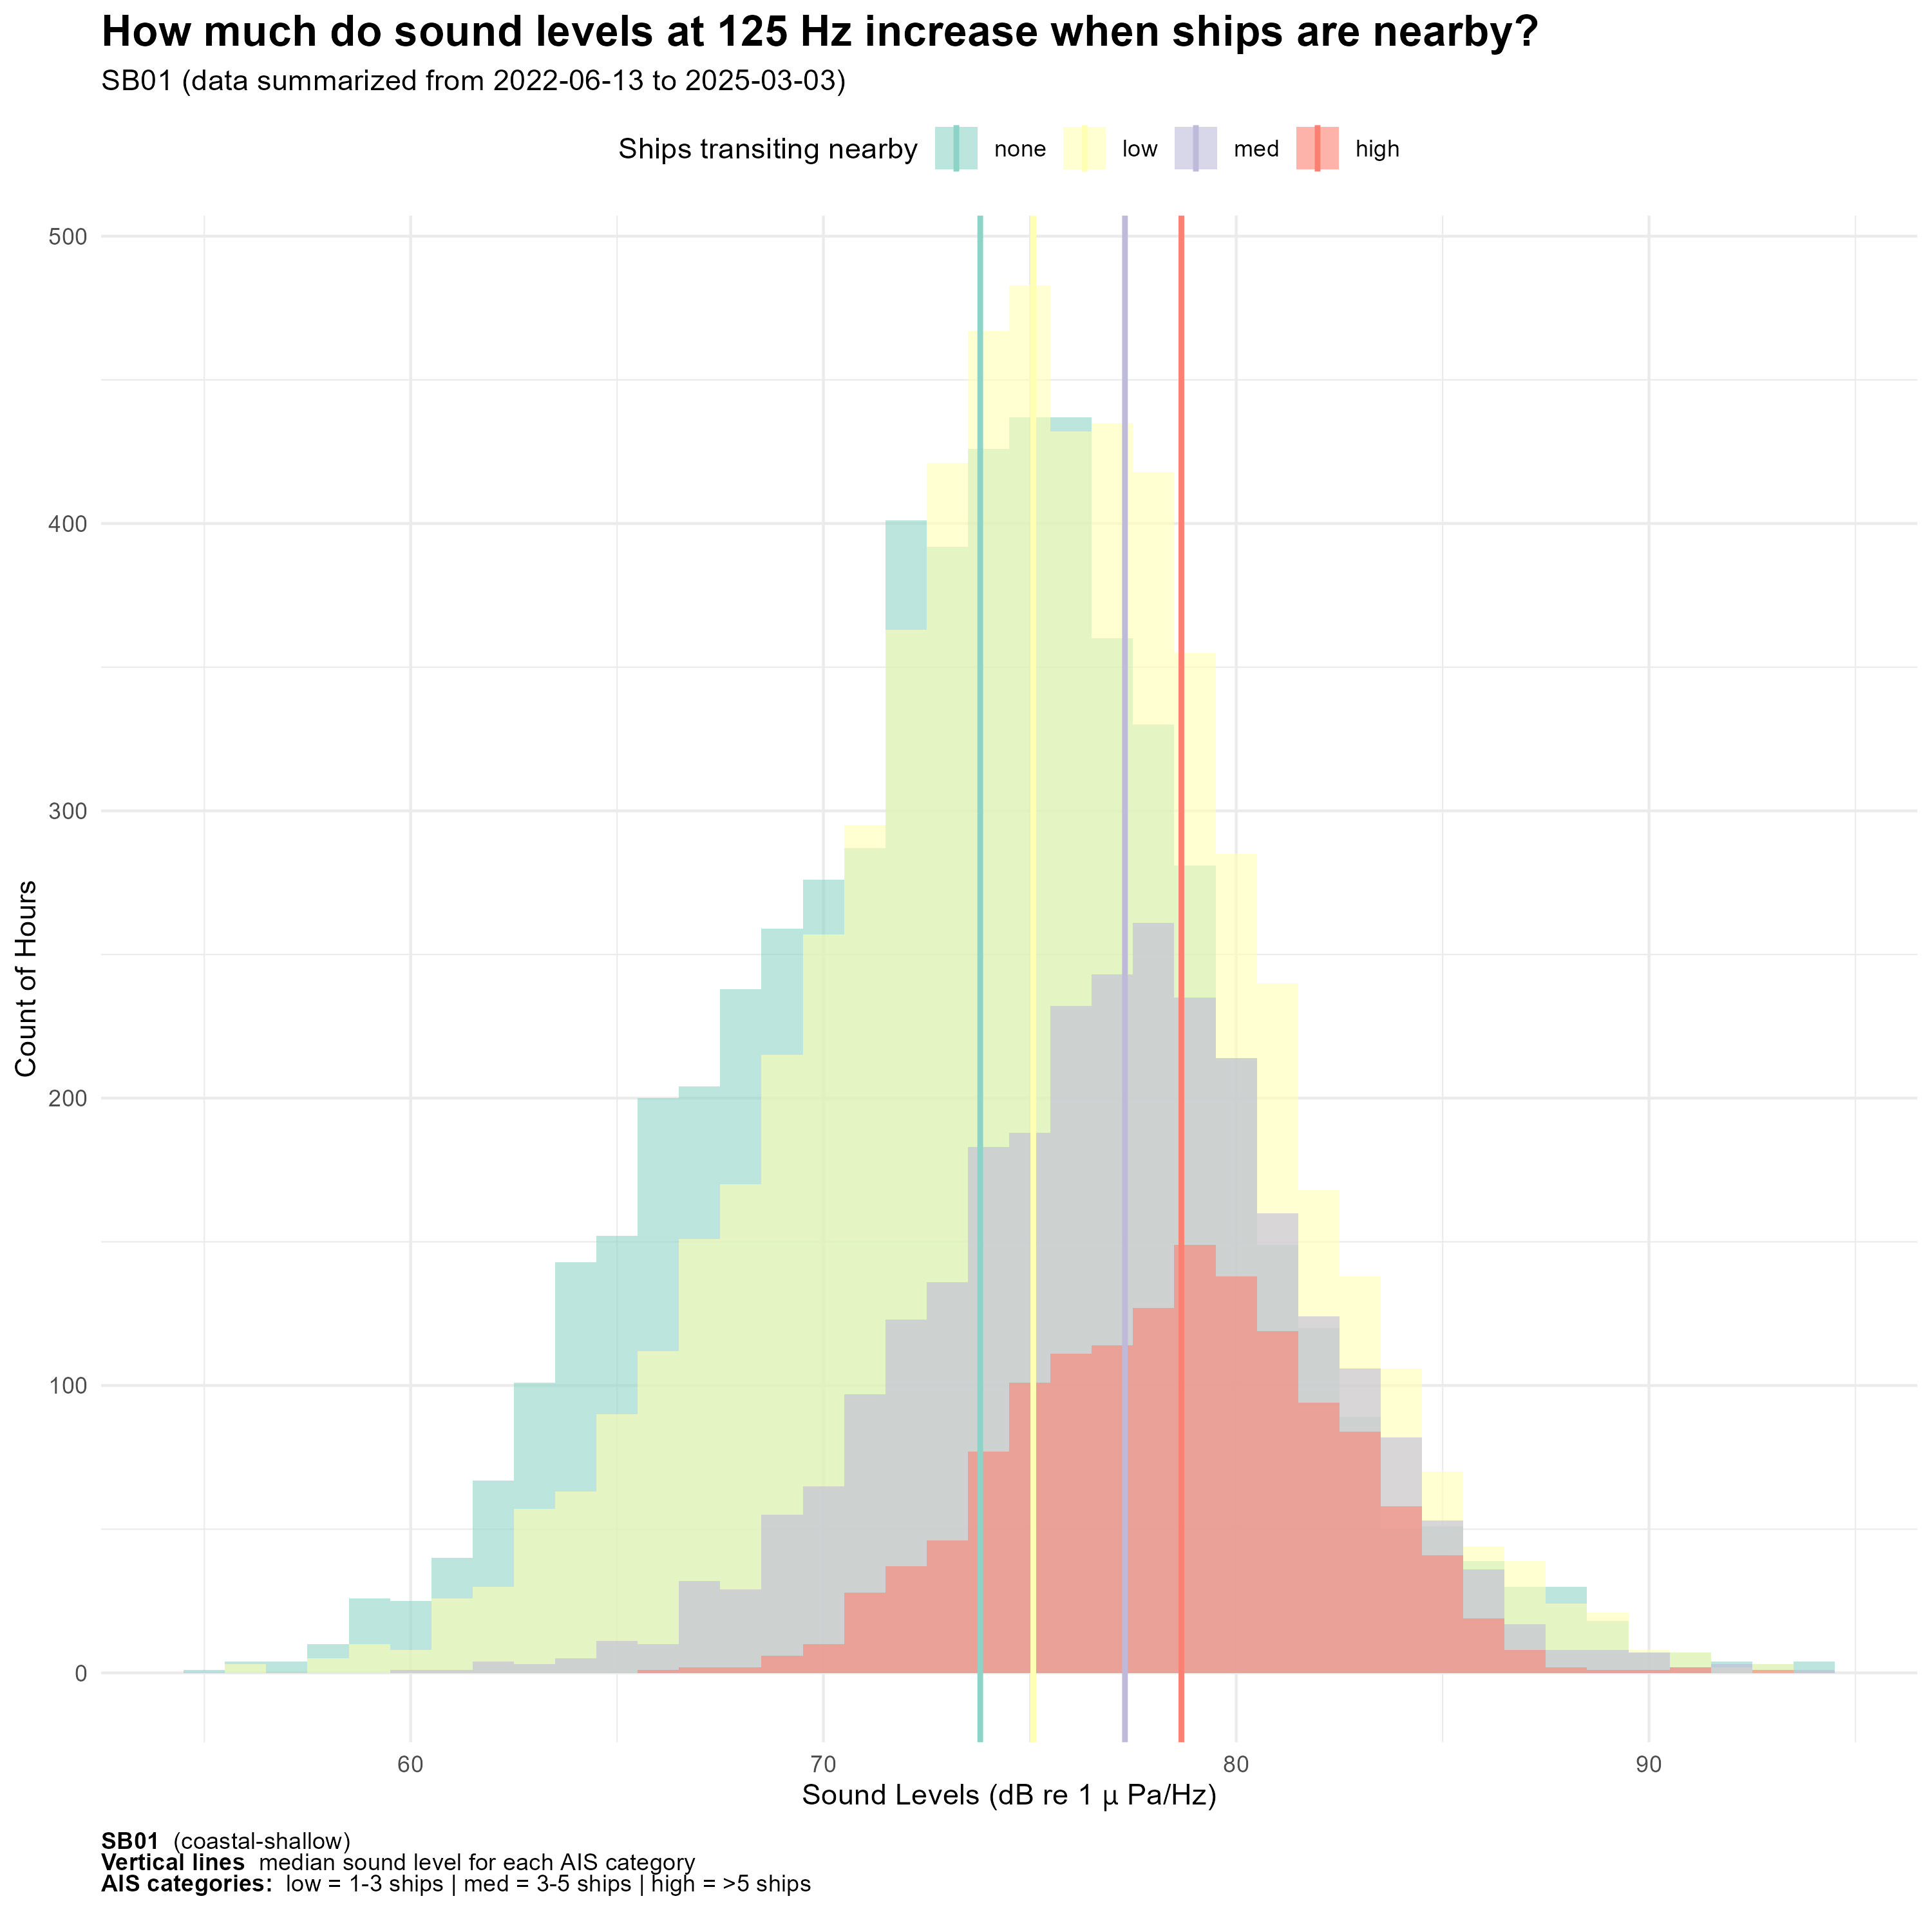 How much do sound levels at 125 Hz increase when ships are nearby?
SB01 (data summarized from 2022-06-13 to 2025-03-03)
Ships transiting nearby none low med high
500
400
300
200
100
0
Count of Hours
60 70 80 90
Sound Levels (dB re 1 μ Pa/Hz)
SB01 (coastal-shallow)
Vertical lines median sound level for each AIS category
AIS categories: low = 1-3 ships | med = 3-5 ships | high = >5 ships